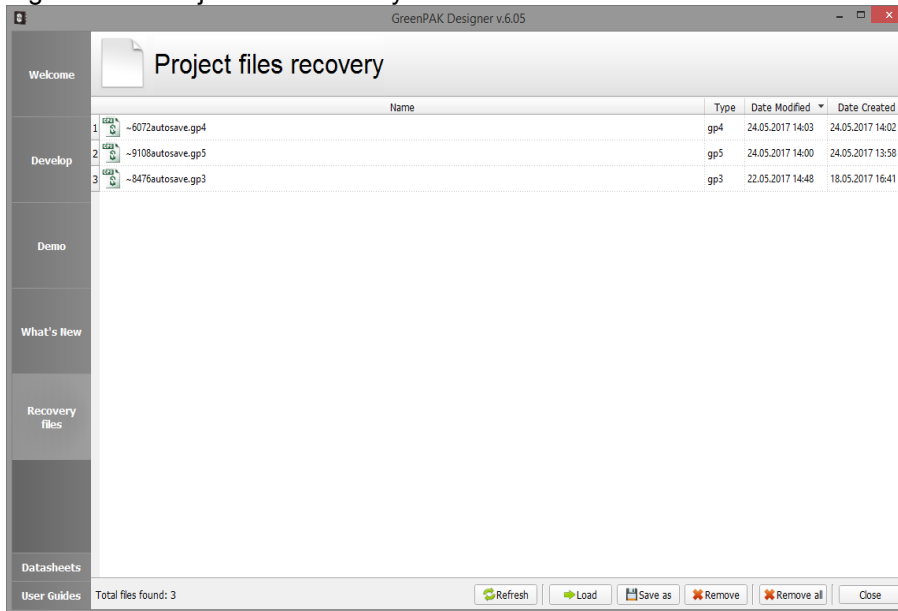 GreenPAK Designer v.6.05
Welcome
Develop
Demo
What's New
Recovery
files
Datasheets
User Guides
Project files recovery
Name Type Date Modified Date Created
1 ~6072autosave.gp4 gp4 24.05.2017 14:03 24.05.2017 14:02
2 ~9108autosave.gp5 gp5 24.05.2017 14:00 24.05.2017 13:58
3 ~8476autosave.gp3 gp3 22.05.2017 14:48 18.05.2017 16:41
Total files found: 3 Refresh Load Save as Remove Remove all Close